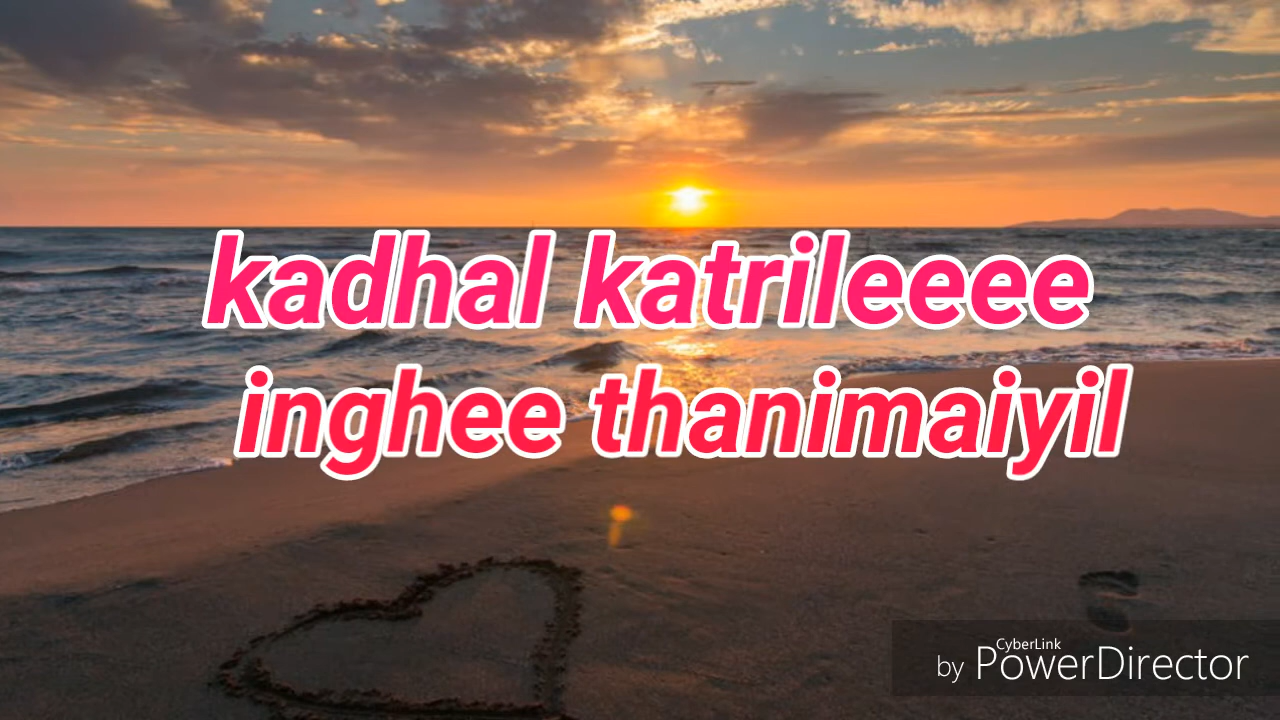 kadhal katrileeee
inghee thanimaiyil
CyberLink
by PowerDirector